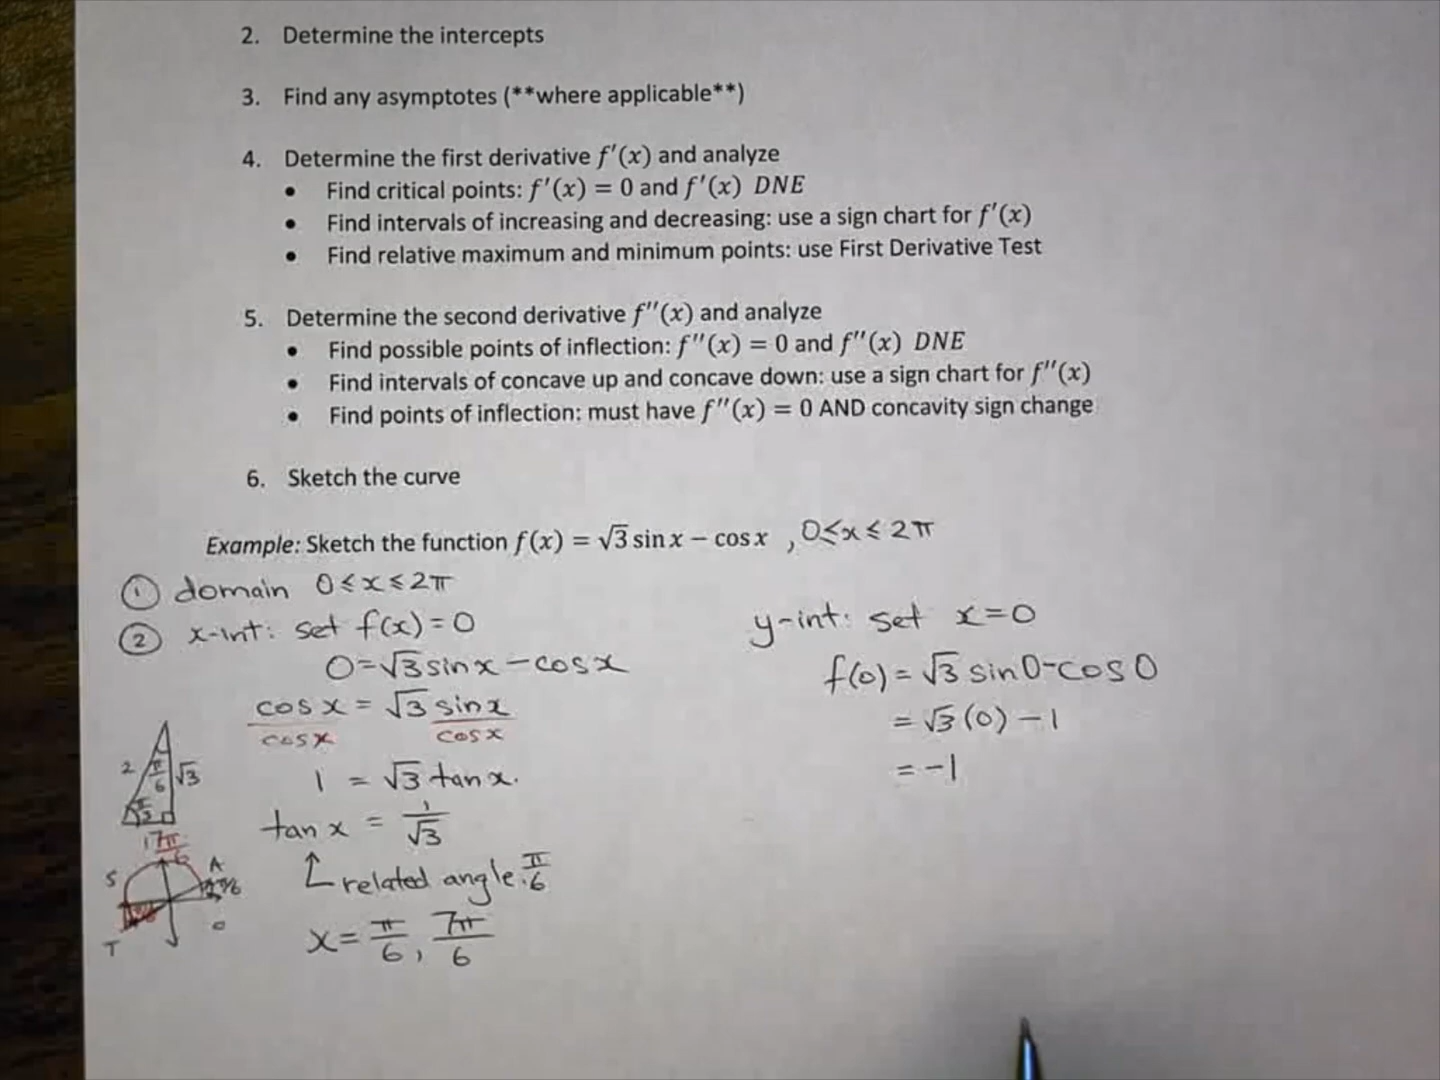 2. Determine the intercepts
3. Find any asymptotes (**where applicable**)
4. Determine the first derivative f'(x) and analyze
• Find critical points: f'(x) = 0 and f'(x) DNE
• Find intervals of increasing and decreasing: use a sign chart for f'(x)
• Find relative maximum and minimum points: use First Derivative Test
5. Determine the second derivative f''(x) and analyze
• Find possible points of inflection: f''(x) = 0 and f''(x) DNE
• Find intervals of concave up and concave down: use a sign chart for f''(x)
• Find points of inflection: must have f''(x) = 0 AND concavity sign change
6. Sketch the curve
Example: Sketch the function f(x) = √3 sin x − cos x , 0≤x≤2π
① domain 0≤x≤2π
② x-int: set f(x)=0
0=√3 sinx−cosx
cosx = √3 sinx
cosx cosx
1 = √3 tanx.
tanx = 1/√3
↑ related angle: π/6
x = π/6, 7π/6
2 π/6 √3
π/3
7π/6
S A
π/6
T C
y-int: set x=0
f(0)=√3 sin0−cos0
=√3(0)−1
=−1